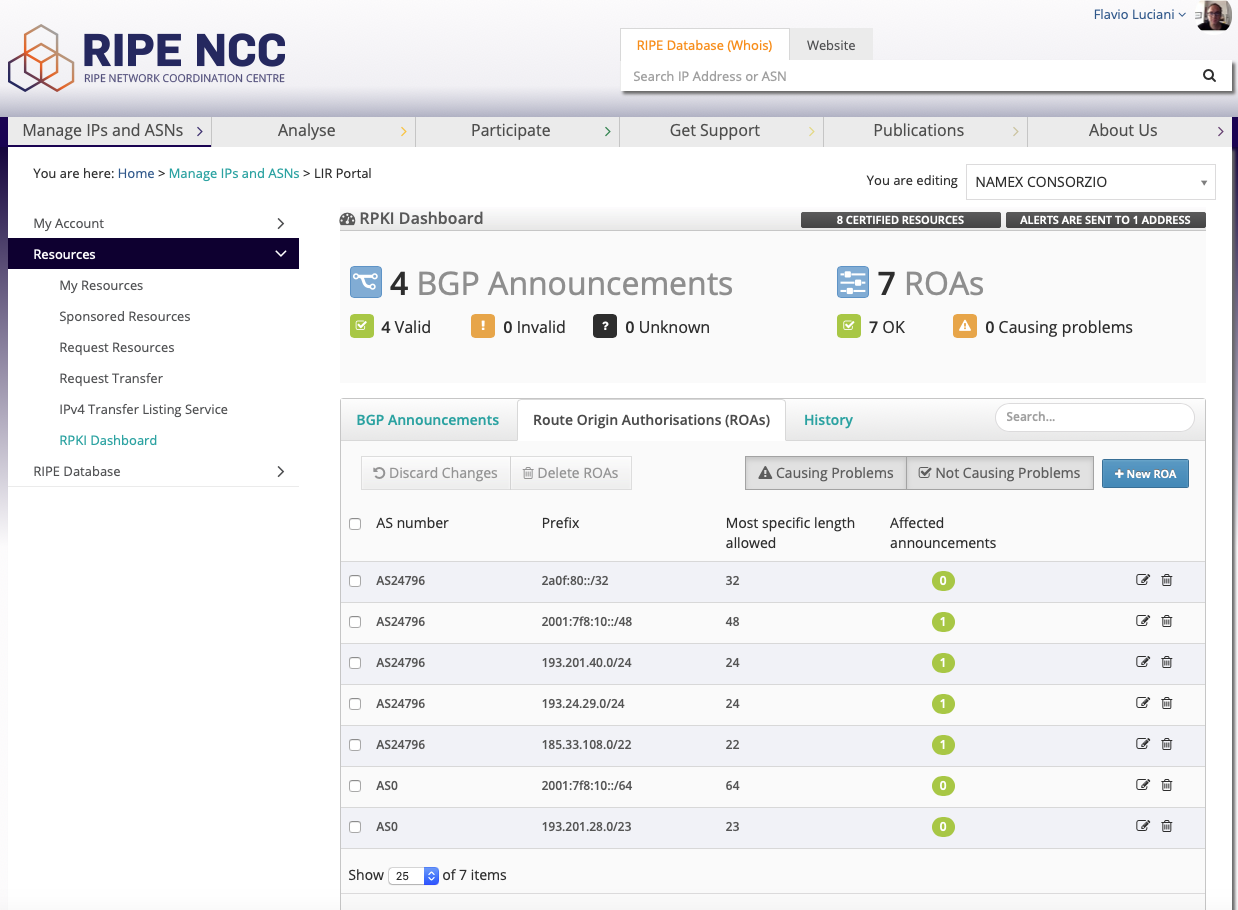 Flavio Luciani
RIPE NCC
RIPE NETWORK COORDINATION CENTRE
RIPE Database (Whois) Website
Search IP Address or ASN
Manage IPs and ASNs Analyse Participate Get Support Publications About Us
You are here: Home > Manage IPs and ASNs > LIR Portal
You are editing NAMEX CONSORZIO
My Account
Resources
My Resources
Sponsored Resources
Request Resources
Request Transfer
IPv4 Transfer Listing Service
RPKI Dashboard
RIPE Database
RPKI Dashboard 8 CERTIFIED RESOURCES ALERTS ARE SENT TO 1 ADDRESS
4 BGP Announcements 7 ROAs
4 Valid ! 0 Invalid ? 0 Unknown 7 OK 0 Causing problems
BGP Announcements Route Origin Authorisations (ROAs) History Search...
Discard Changes Delete ROAs Causing Problems Not Causing Problems + New ROA
AS number Prefix Most specific length allowed Affected announcements
AS24796 2a0f:80::/32 32 0
AS24796 2001:7f8:10::/48 48 1
AS24796 193.201.40.0/24 24 1
AS24796 193.24.29.0/24 24 1
AS24796 185.33.108.0/22 22 1
AS0 2001:7f8:10::/64 64 0
AS0 193.201.28.0/23 23 0
Show 25 of 7 items